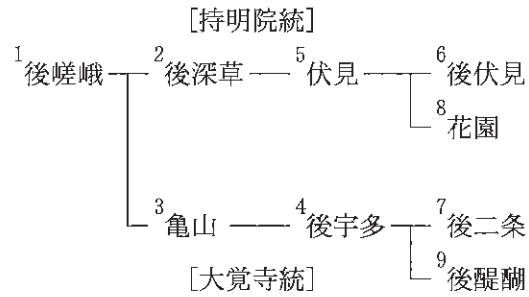 [持明院統]
1後嵯峨 2後深草 5伏見 6後伏見
8花園
3亀山 4後宇多 7後二条
[大覚寺統] 9後醍醐